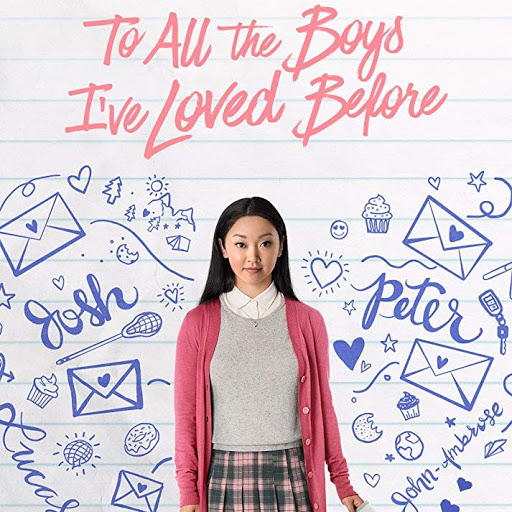 To All the Boys
I've Loved Before
Josh
Peter
Lucas
John-Ambrose